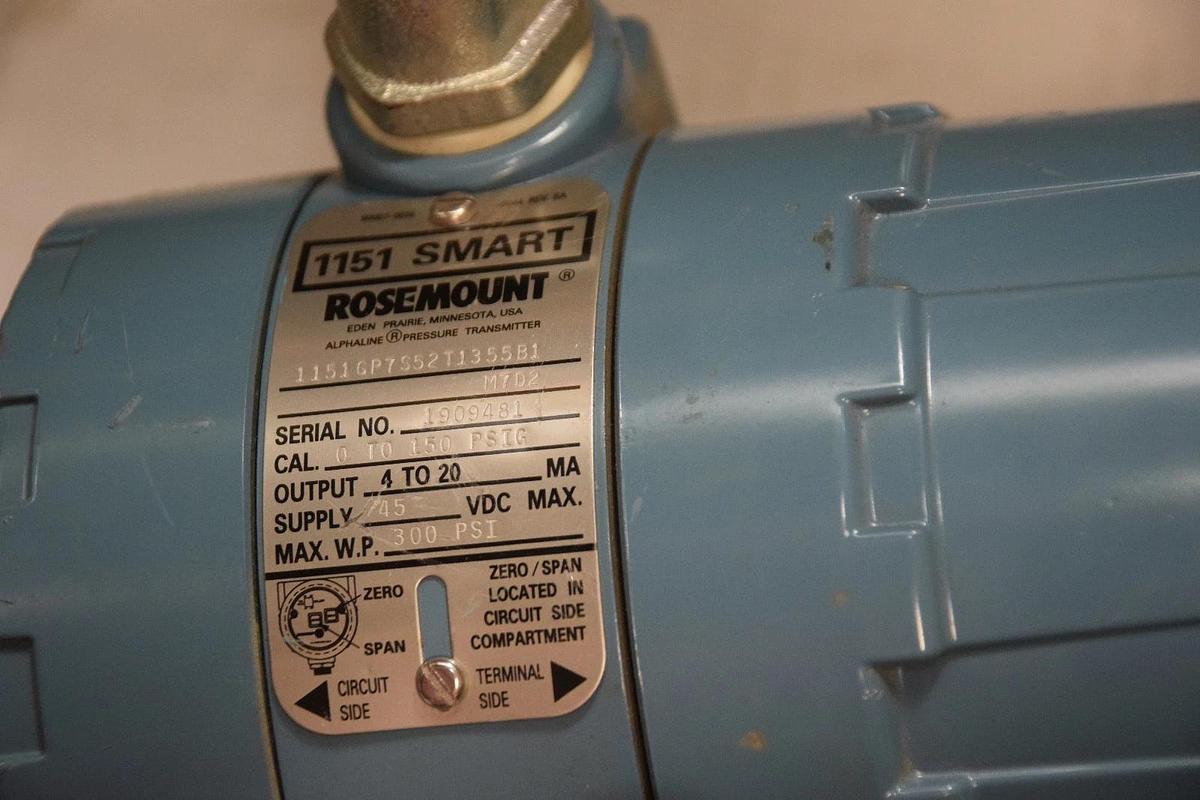 1151 SMART
ROSEMOUNT ®
EDEN PRAIRIE, MINNESOTA, USA
ALPHALINE ® PRESSURE TRANSMITTER
1151GP7S52T1355B1
M7D2
SERIAL NO. 1909481
CAL. 0 TO 150 PSIG
OUTPUT 4 TO 20 MA
SUPPLY 45 VDC MAX.
MAX. W.P. 300 PSI
ZERO
SPAN
ZERO / SPAN
LOCATED IN
CIRCUIT SIDE
COMPARTMENT
CIRCUIT
SIDE
TERMINAL
SIDE